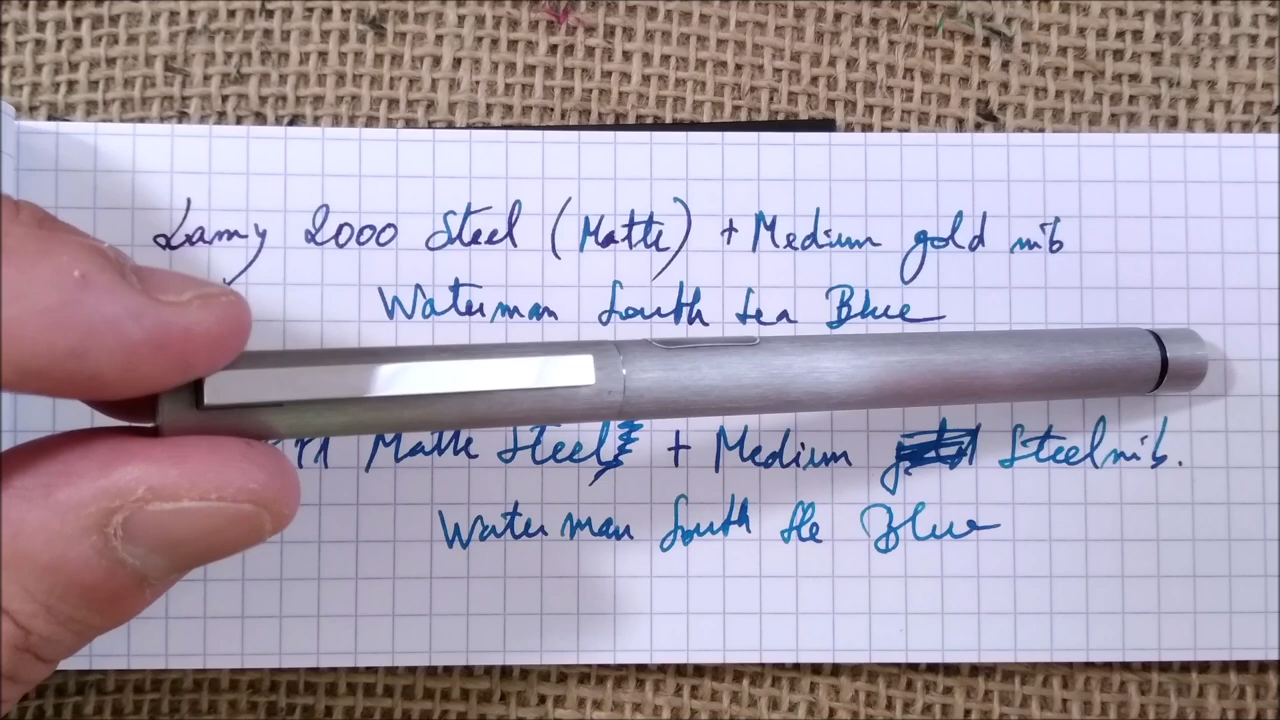 Lamy 2000 Steel (Matte) + Medium gold nib
Waterman South Sea Blue
Matte Steel + Medium Steel nib.
Waterman South Se Blue